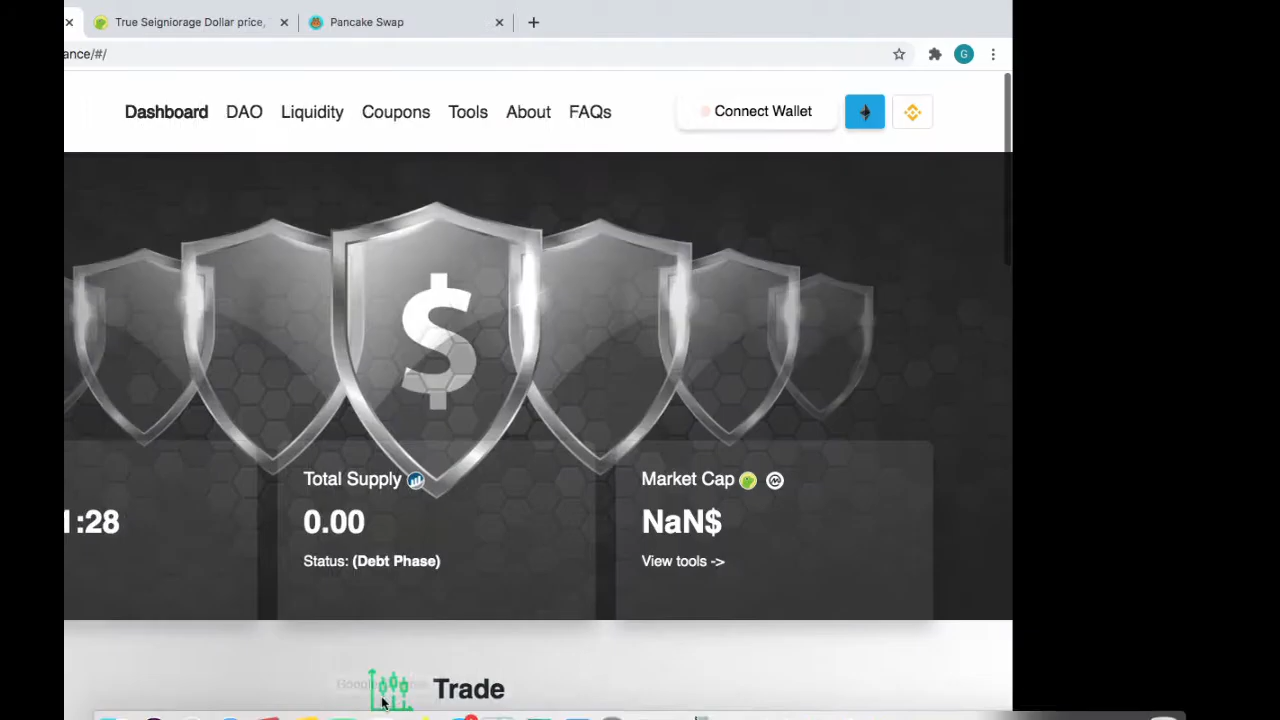 True Seigniorage Dollar price,
Pancake Swap
ance/#/
G
Dashboard DAO Liquidity Coupons Tools About FAQs Connect Wallet
$
Total Supply
Market Cap
1:28
0.00
NaN$
Status: (Debt Phase)
View tools ->
Trade